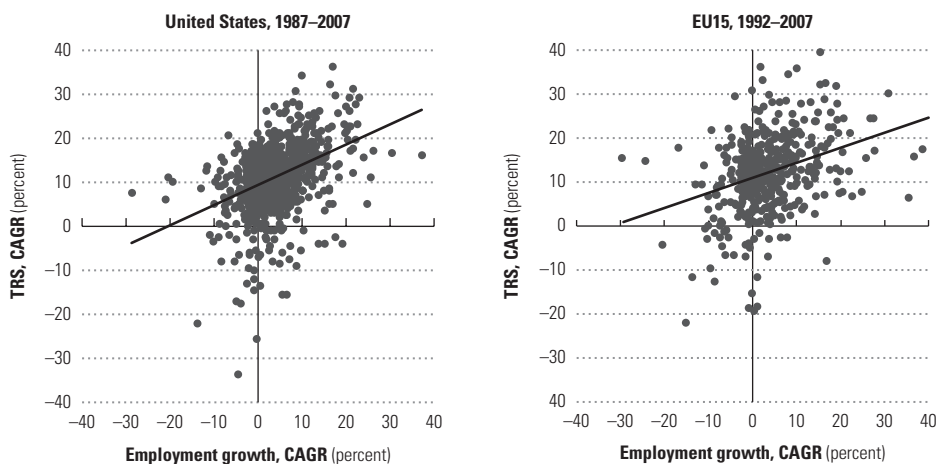 United States, 1987–2007
TRS, CAGR (percent)
40
30
20
10
0
–10
–20
–30
–40
–40 –30 –20 –10 0 10 20 30 40
Employment growth, CAGR (percent)
EU15, 1992–2007
TRS, CAGR (percent)
40
30
20
10
0
–10
–20
–30
–40
–40 –30 –20 –10 0 10 20 30 40
Employment growth, CAGR (percent)